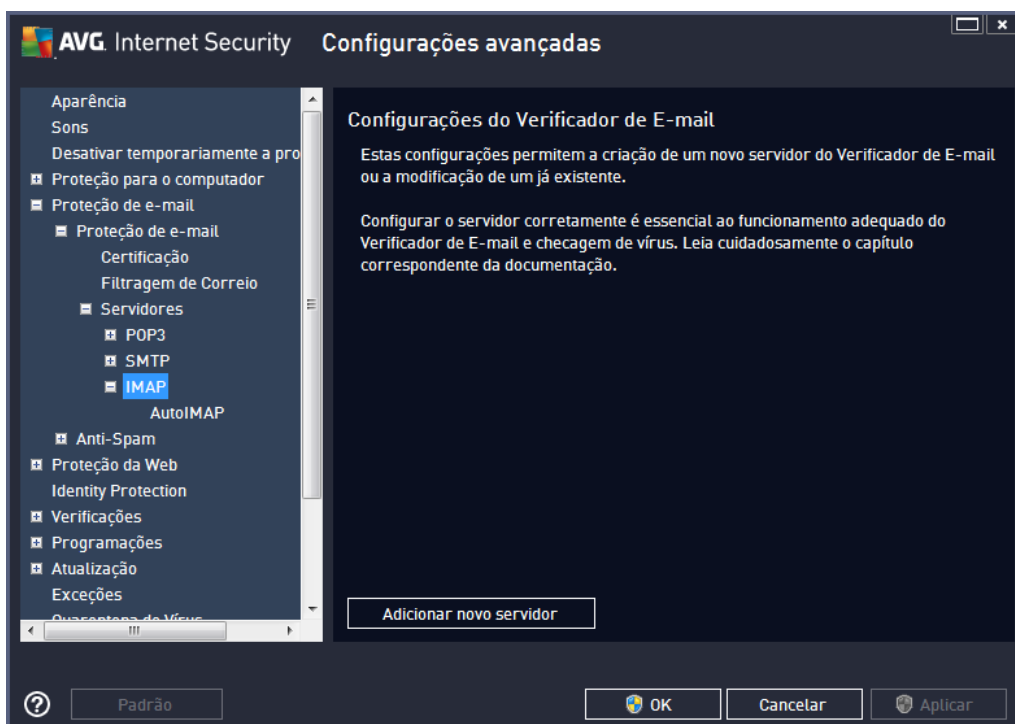 AVG. Internet Security
Configurações avançadas
Aparência
Sons
Desativar temporariamente a pro
Proteção para o computador
Proteção de e-mail
Proteção de e-mail
Certificação
Filtragem de Correio
Servidores
POP3
SMTP
IMAP
AutoIMAP
Anti-Spam
Proteção da Web
Identity Protection
Verificações
Programações
Atualização
Exceções
Quarentena de Vírus
Configurações do Verificador de E-mail
Estas configurações permitem a criação de um novo servidor do Verificador de E-mail
ou a modificação de um já existente.
Configurar o servidor corretamente é essencial ao funcionamento adequado do
Verificador de E-mail e checagem de vírus. Leia cuidadosamente o capítulo
correspondente da documentação.
Adicionar novo servidor
Padrão
OK
Cancelar
Aplicar